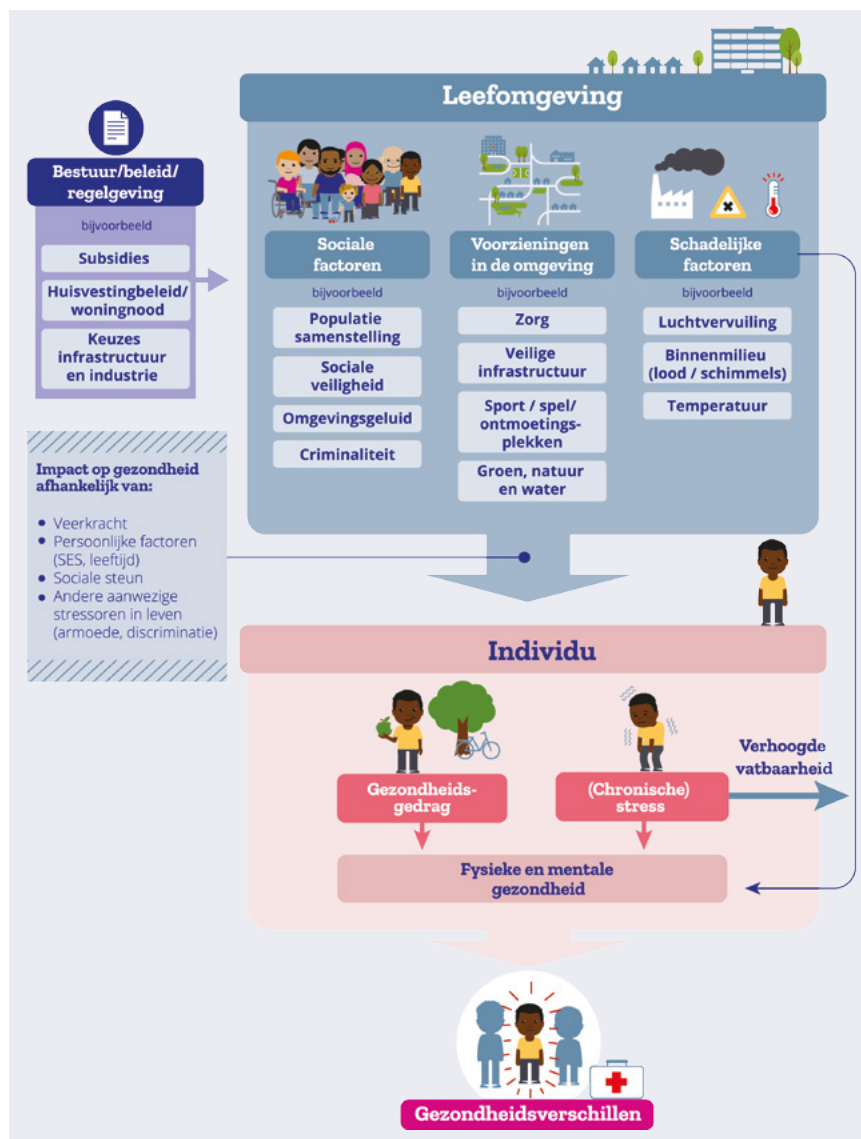 Leefomgeving
Bestuur/beleid/
regelgeving
bijvoorbeeld
Subsidies
Huisvestingbeleid/
woningnood
Keuzes
infrastructuur
en industrie
Sociale
factoren
bijvoorbeeld
Populatie
samenstelling
Sociale
veiligheid
Omgevingsgeluid
Criminaliteit
Voorzieningen
in de omgeving
bijvoorbeeld
Zorg
Veilige
infrastructuur
Sport / spel/
ontmoetings-
plekken
Groen, natuur
en water
Schadelijke
factoren
bijvoorbeeld
Luchtvervuiling
Binnenmilieu
(lood / schimmels)
Temperatuur
Impact op gezondheid
afhankelijk van:
• Veerkracht
• Persoonlijke factoren
(SES, leeftijd)
• Sociale steun
• Andere aanwezige
stressoren in leven
(armoede, discriminatie)
Individu
Gezondheids-
gedrag
(Chronische)
stress
Verhoogde
vatbaarheid
Fysieke en mentale
gezondheid
Gezondheidsverschillen